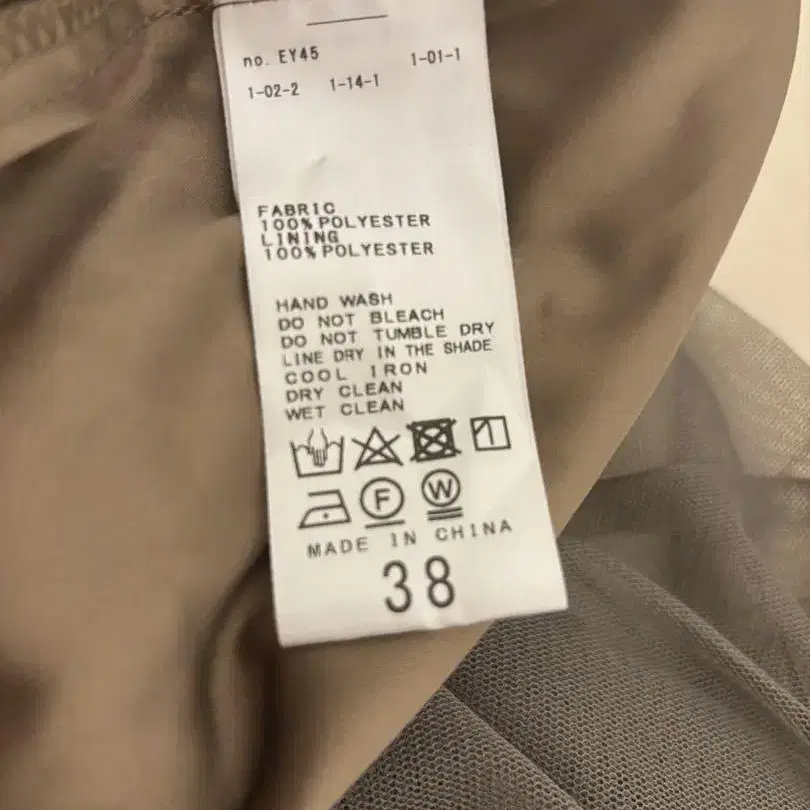 no. EY45
1-01-1
1-02-2 1-14-1
FABRIC
100% POLYESTER
LINING
100% POLYESTER
HAND WASH
DO NOT BLEACH
DO NOT TUMBLE DRY
LINE DRY IN THE SHADE
COOL IRON
DRY CLEAN
WET CLEAN
F W
MADE IN CHINA
38